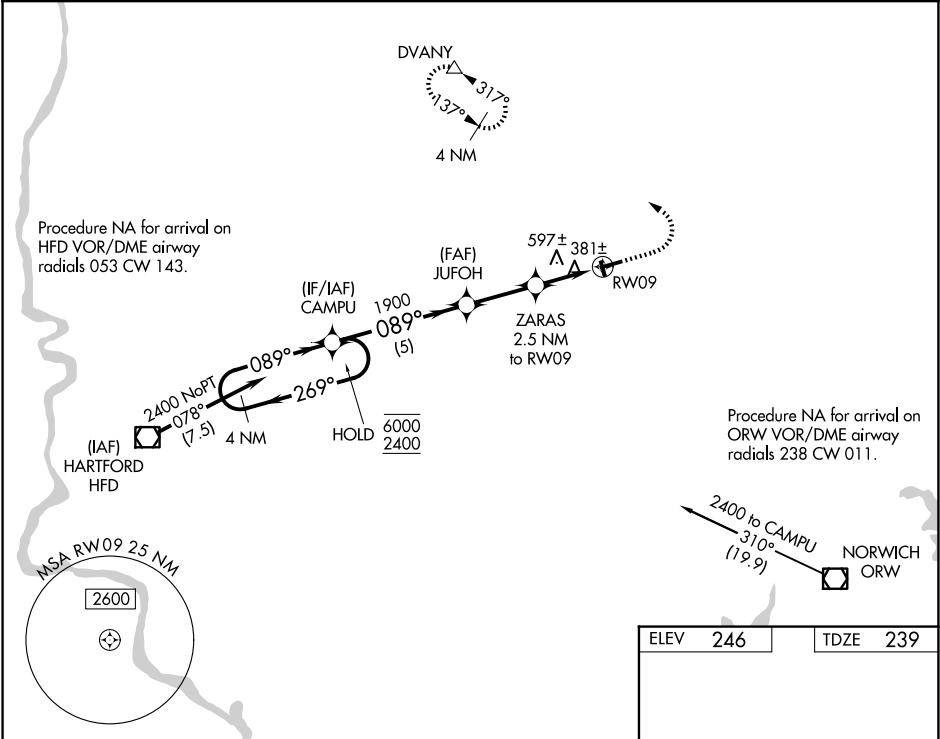 DVANY
317°
137°
4 NM
Procedure NA for arrival on
HFD VOR/DME airway
radials 053 CW 143.
(IF/IAF)
CAMPU
1900
089°
(5)
(FAF)
JUFOH
597±
381±
RW09
ZARAS
2.5 NM
to RW09
089°
269°
2400 NoPT
078°
(7.5)
4 NM
HOLD
6000
2400
(IAF)
HARTFORD
HFD
Procedure NA for arrival on
ORW VOR/DME airway
radials 238 CW 011.
2400 to CAMPU
310°
(19.9)
NORWICH
ORW
MSA RW09 25 NM
2600
ELEV 246
TDZE 239